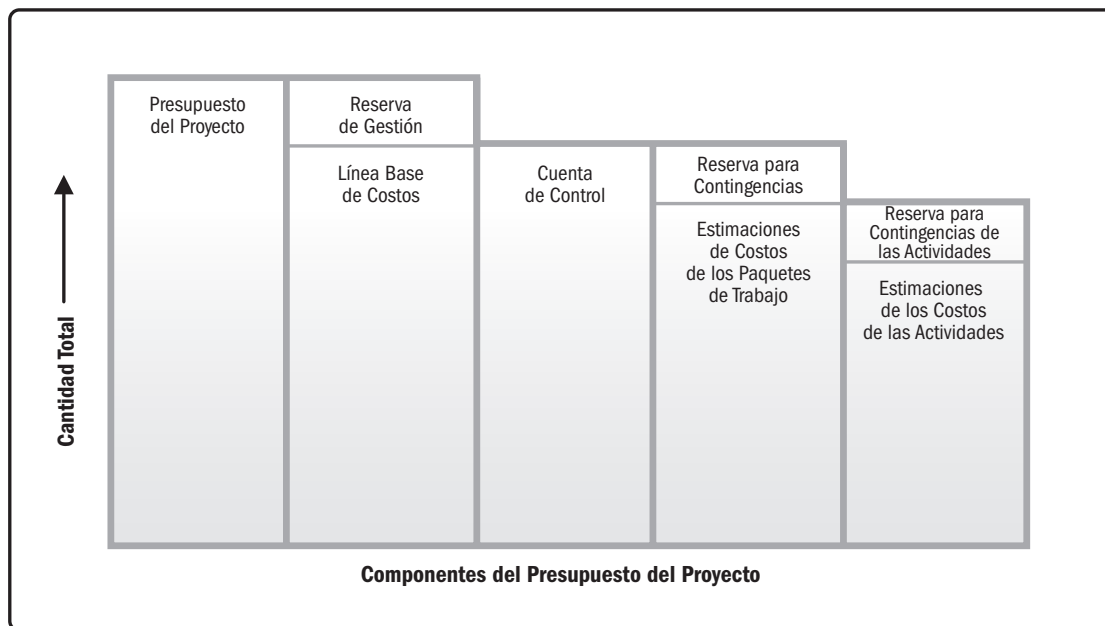 Presupuesto
del Proyecto
Reserva
de Gestión
Línea Base
de Costos
Cuenta
de Control
Reserva para
Contingencias
Estimaciones
de Costos
de los Paquetes
de Trabajo
Reserva para
Contingencias de
las Actividades
Estimaciones
de los Costos
de las Actividades
Cantidad Total
Componentes del Presupuesto del Proyecto